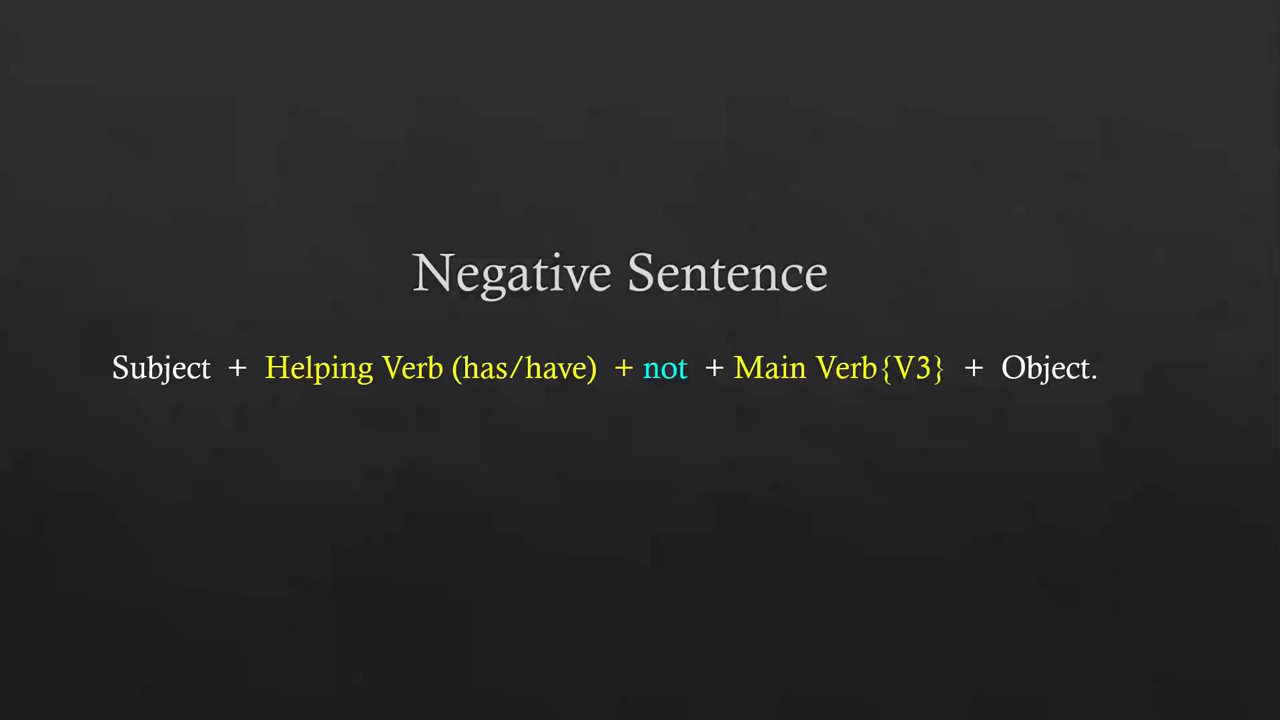 Negative Sentence
Subject + Helping Verb (has/have) + not + Main Verb{V3} + Object.